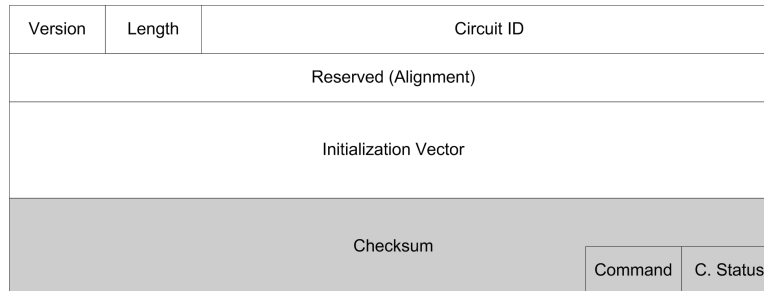 Version Length Circuit ID
Reserved (Alignment)
Initialization Vector
Checksum
Command C. Status